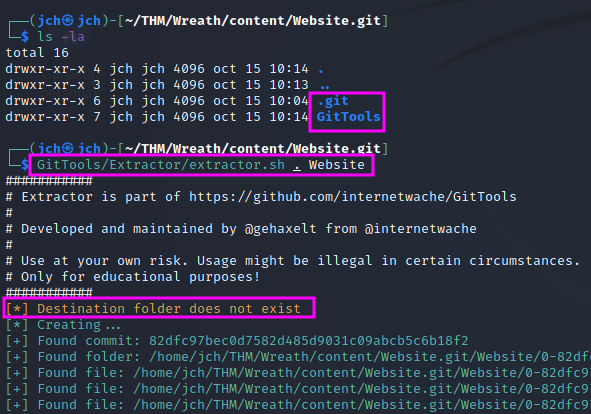 ┌──(jch㉿jch)-[~/THM/Wreath/content/Website.git]
└─$ ls -la
total 16
drwxr-xr-x 4 jch jch 4096 oct 15 10:14 .
drwxr-xr-x 3 jch jch 4096 oct 15 10:13 ..
drwxr-xr-x 6 jch jch 4096 oct 15 10:04 .git
drwxr-xr-x 7 jch jch 4096 oct 15 10:14 GitTools
┌──(jch㉿jch)-[~/THM/Wreath/content/Website.git]
└─$ GitTools/Extractor/extractor.sh . Website
###########
# Extractor is part of https://github.com/internetwache/GitTools
#
# Developed and maintained by @gehaxelt from @internetwache
#
# Use at your own risk. Usage might be illegal in certain circumstances.
# Only for educational purposes!
###########
[*] Destination folder does not exist
[*] Creating...
[+] Found commit: 82dfc97bec0d7582d485d9031c09abcb5c6b18f2
[+] Found folder: /home/jch/THM/Wreath/content/Website.git/Website/0-82dfc
[+] Found file: /home/jch/THM/Wreath/content/Website.git/Website/0-82dfc97
[+] Found file: /home/jch/THM/Wreath/content/Website.git/Website/0-82dfc97
[+] Found file: /home/jch/THM/Wreath/content/Website.git/Website/0-82dfc97